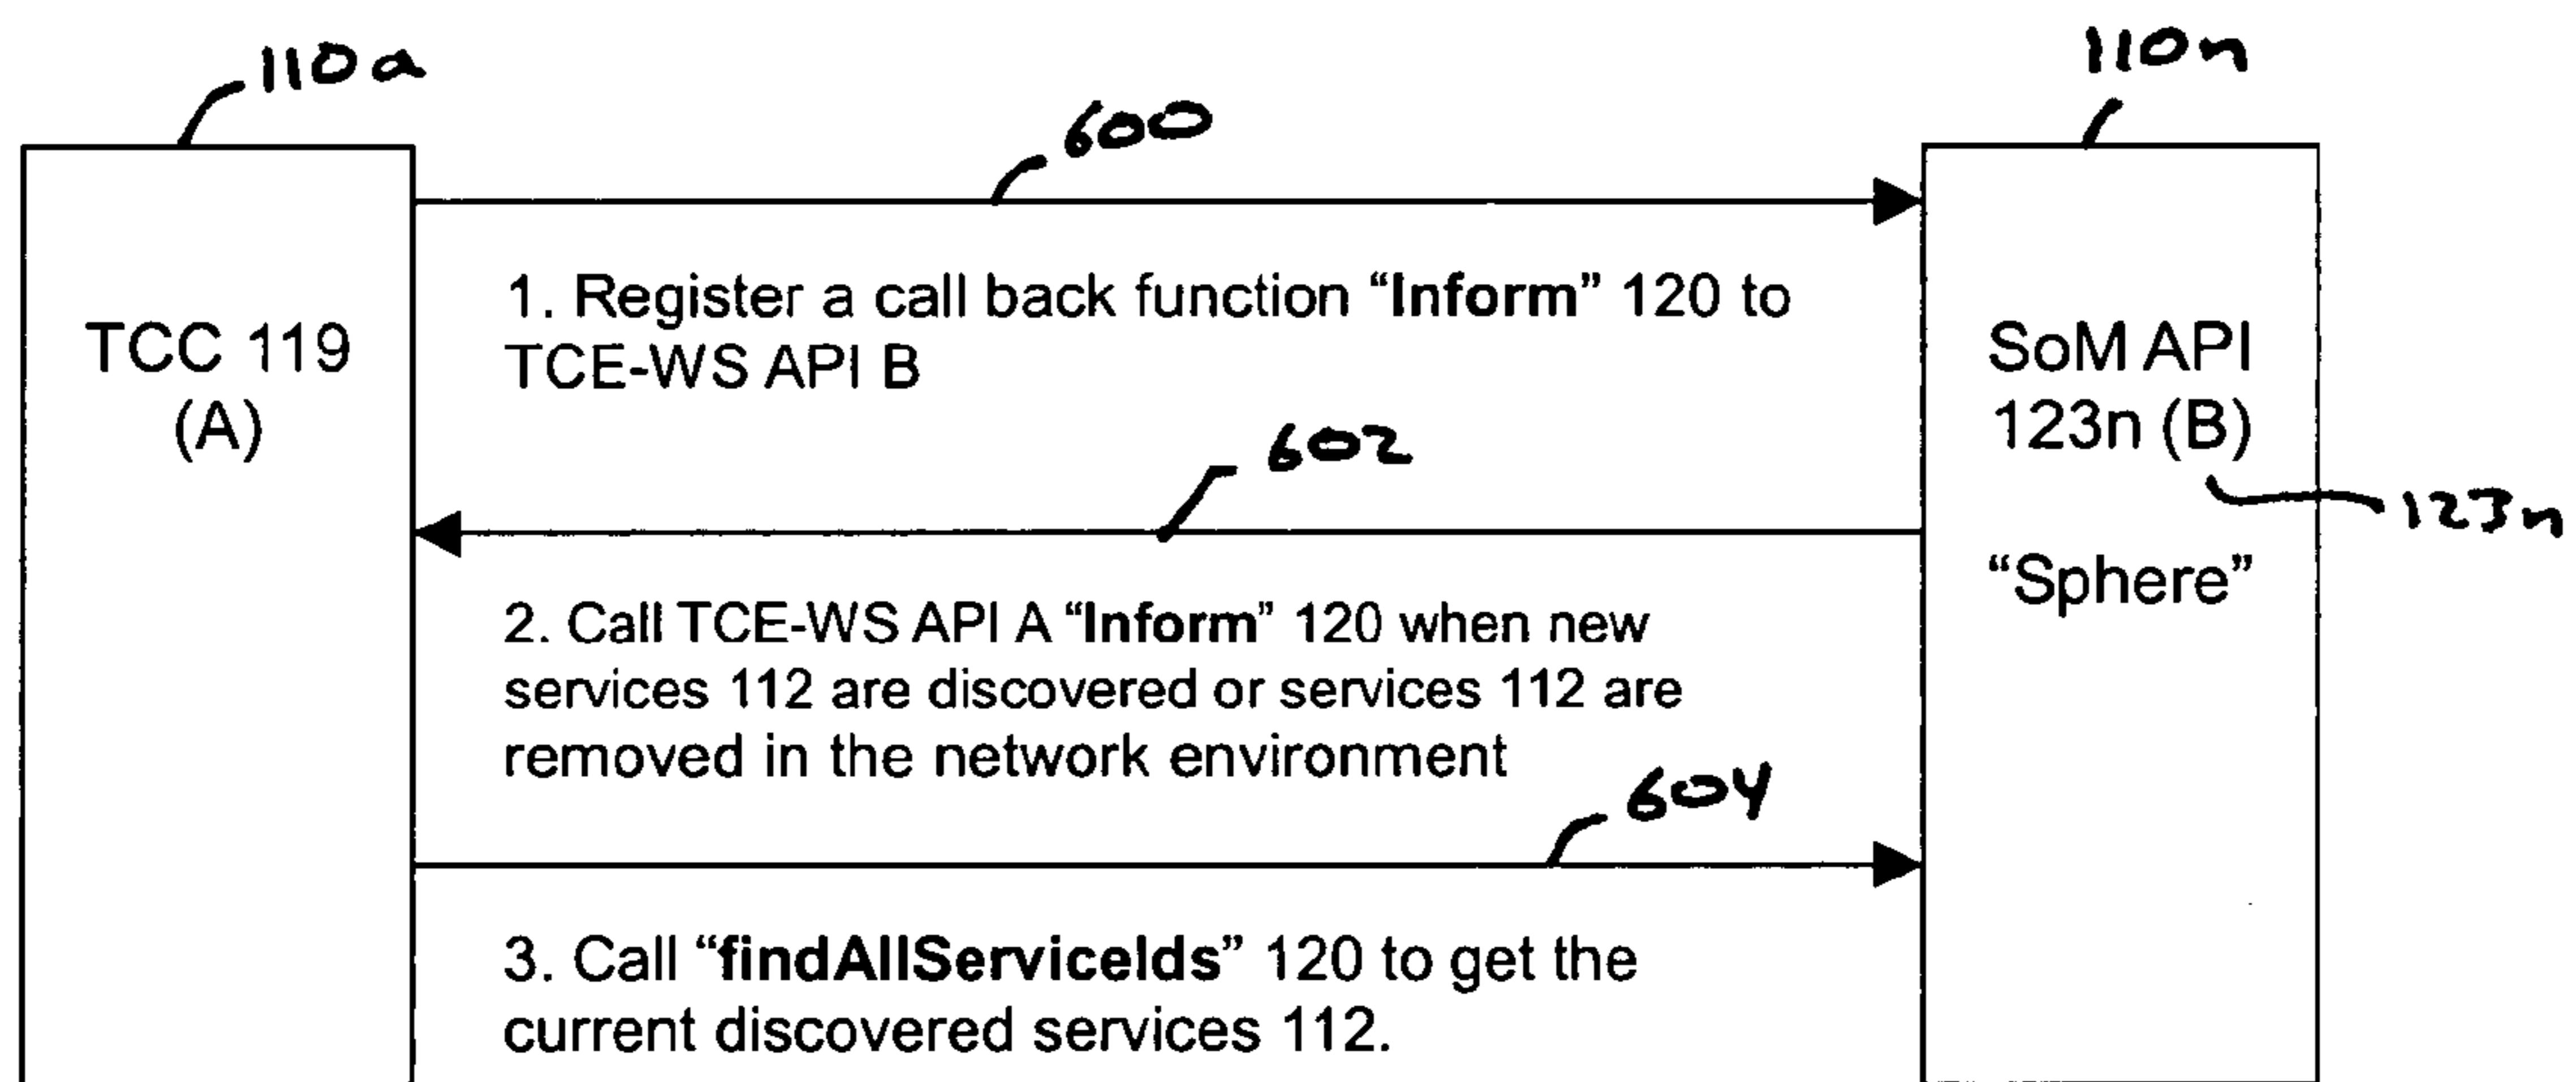 110a
110n
600
1. Register a call back function “Inform” 120 to
TCE-WS API B
TCC 119
(A)
SoM API
123n (B)
123n
“Sphere”
602
2. Call TCE-WS API A “Inform” 120 when new
services 112 are discovered or services 112 are
removed in the network environment
604
3. Call “findAllServiceIds” 120 to get the
current discovered services 112.